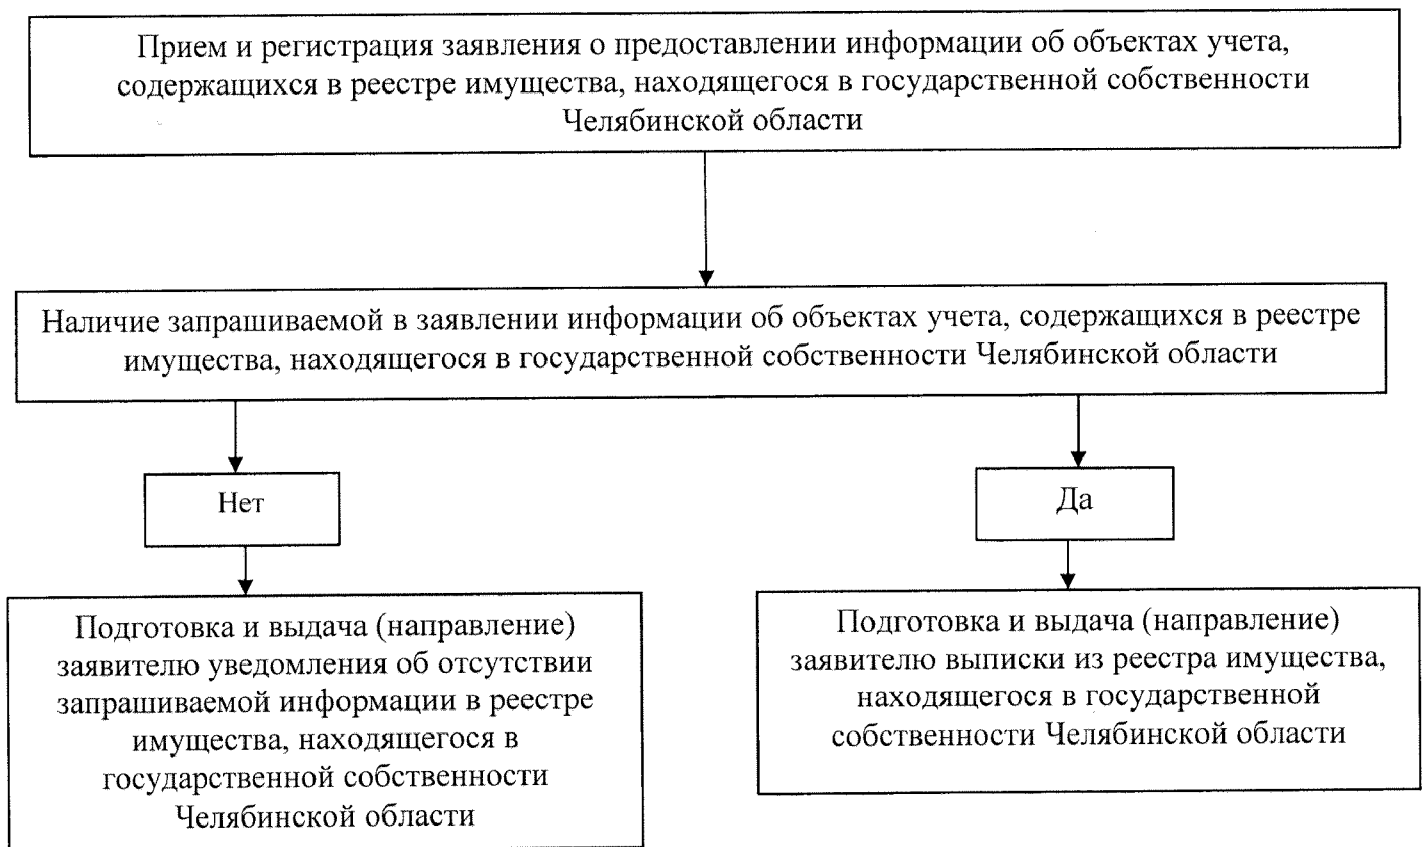 Прием и регистрация заявления о предоставлении информации об объектах учета,
содержащихся в реестре имущества, находящегося в государственной собственности
Челябинской области
Наличие запрашиваемой в заявлении информации об объектах учета, содержащихся в реестре
имущества, находящегося в государственной собственности Челябинской области
Нет
Да
Подготовка и выдача (направление)
заявителю уведомления об отсутствии
запрашиваемой информации в реестре
имущества, находящегося в
государственной собственности
Челябинской области
Подготовка и выдача (направление)
заявителю выписки из реестра имущества,
находящегося в государственной
собственности Челябинской области